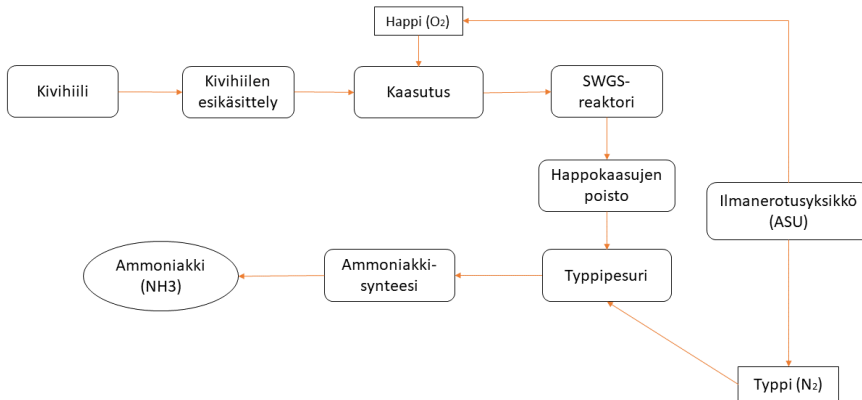 Happi (O₂)
Kivihiili
Kivihiilen
esikäsittely
Kaasutus
SWGS-
reaktori
Happokaasujen
poisto
Ilmanerotusyksikkö
(ASU)
Ammoniakki
(NH3)
Ammoniakki-
synteesi
Typpipesuri
Typpi (N₂)